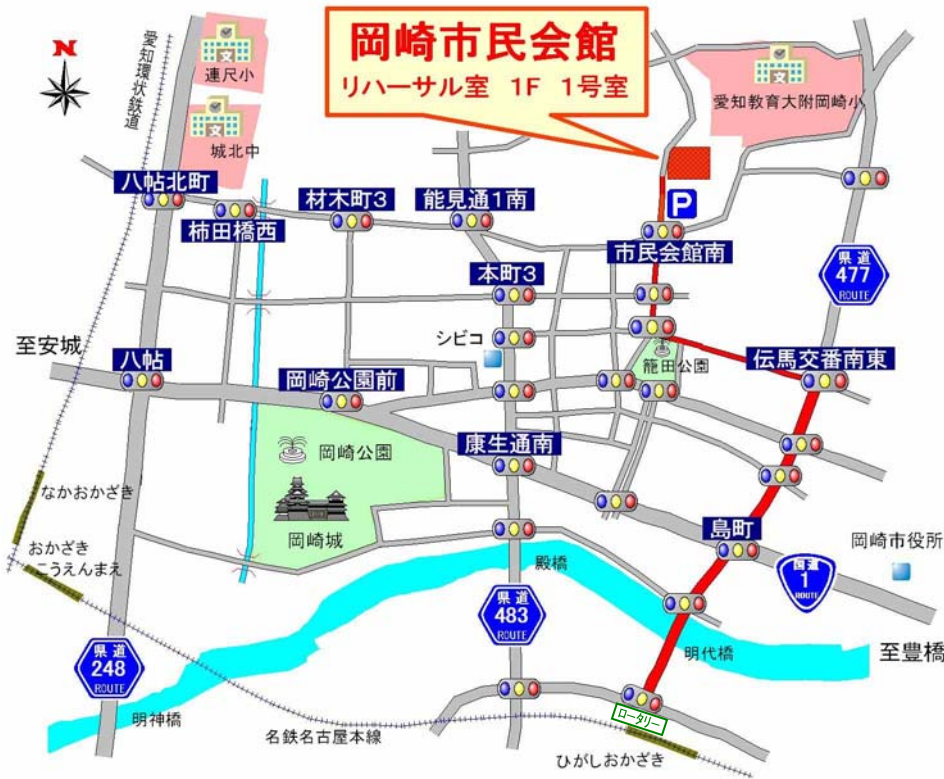 岡崎市民会館
リハーサル室 1F 1号室
N
愛知環状鉄道
連尺小
文
城北中
文
愛知教育大附岡崎小
文
八帖北町
柿田橋西
材木町3
能見通1南
P
市民会館南
本町3
県道
477
ROUTE
シビコ
籠田公園
伝馬交番南東
至安城
八帖
岡崎公園前
岡崎公園
康生通南
岡崎城
なかおかざき
おかざき
こうえんまえ
島町
岡崎市役所
国道
1
ROUTE
殿橋
県道
483
ROUTE
明代橋
至豊橋
県道
248
ROUTE
明神橋
名鉄名古屋本線
ロータリー
ひがしおかざき